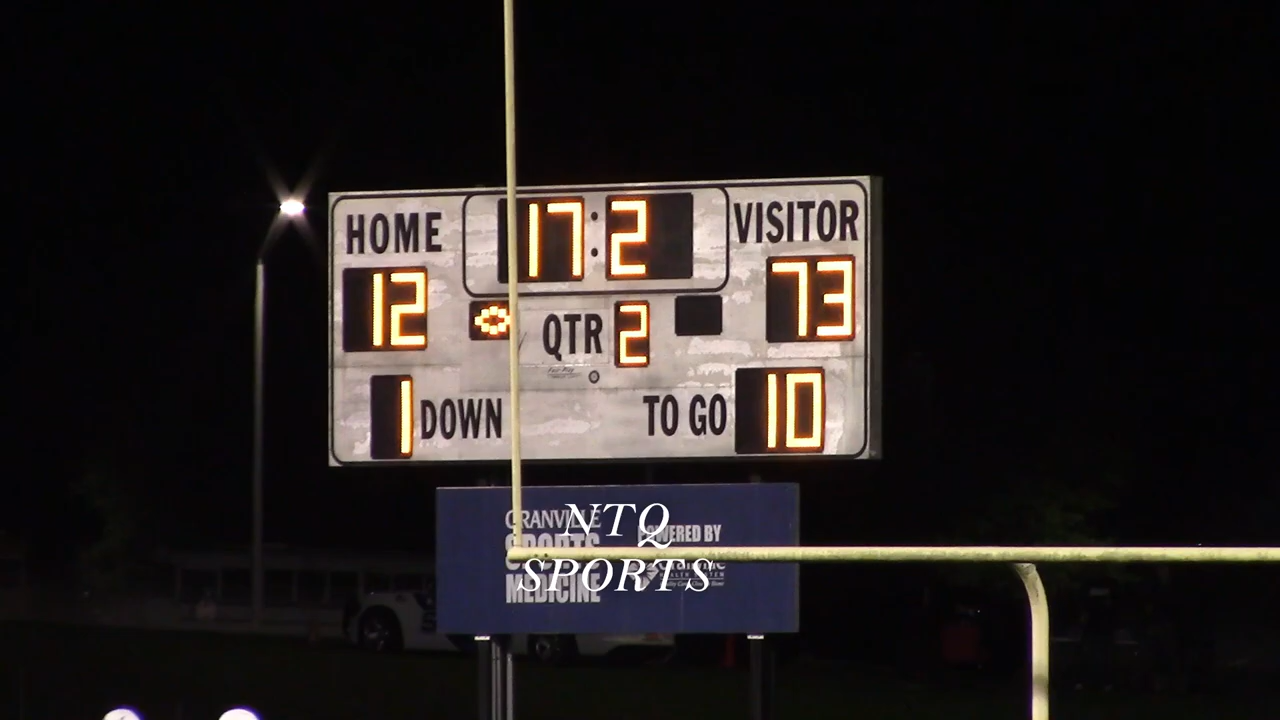 HOME
17:2
VISITOR
12
QTR 2
73
1 DOWN
TO GO 10
GRANVILLE
SPORTS
MEDICINE
POWERED BY
NTQ
SPORTS